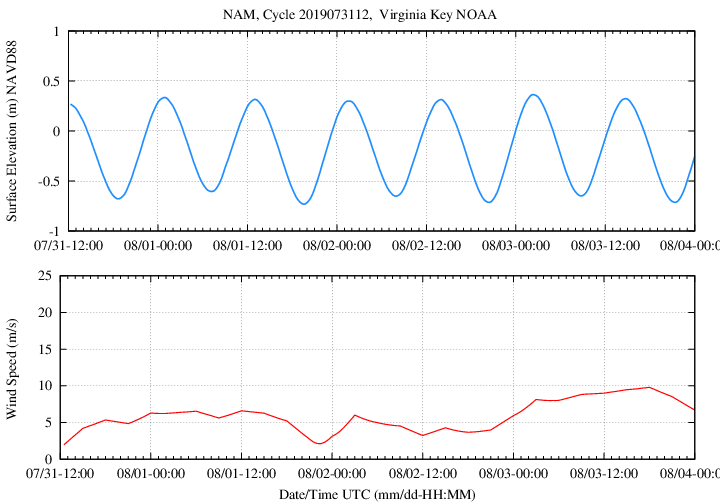 NAM, Cycle 2019073112,  Virginia Key NOAA
Surface Elevation (m) NAVD88
1
0.5
0
-0.5
-1
07/31-12:00 08/01-00:00 08/01-12:00 08/02-00:00 08/02-12:00 08/03-00:00 08/03-12:00 08/04-00:0
Wind Speed (m/s)
25
20
15
10
5
0
07/31-12:00 08/01-00:00 08/01-12:00 08/02-00:00 08/02-12:00 08/03-00:00 08/03-12:00 08/04-00:0
Date/Time UTC (mm/dd-HH:MM)